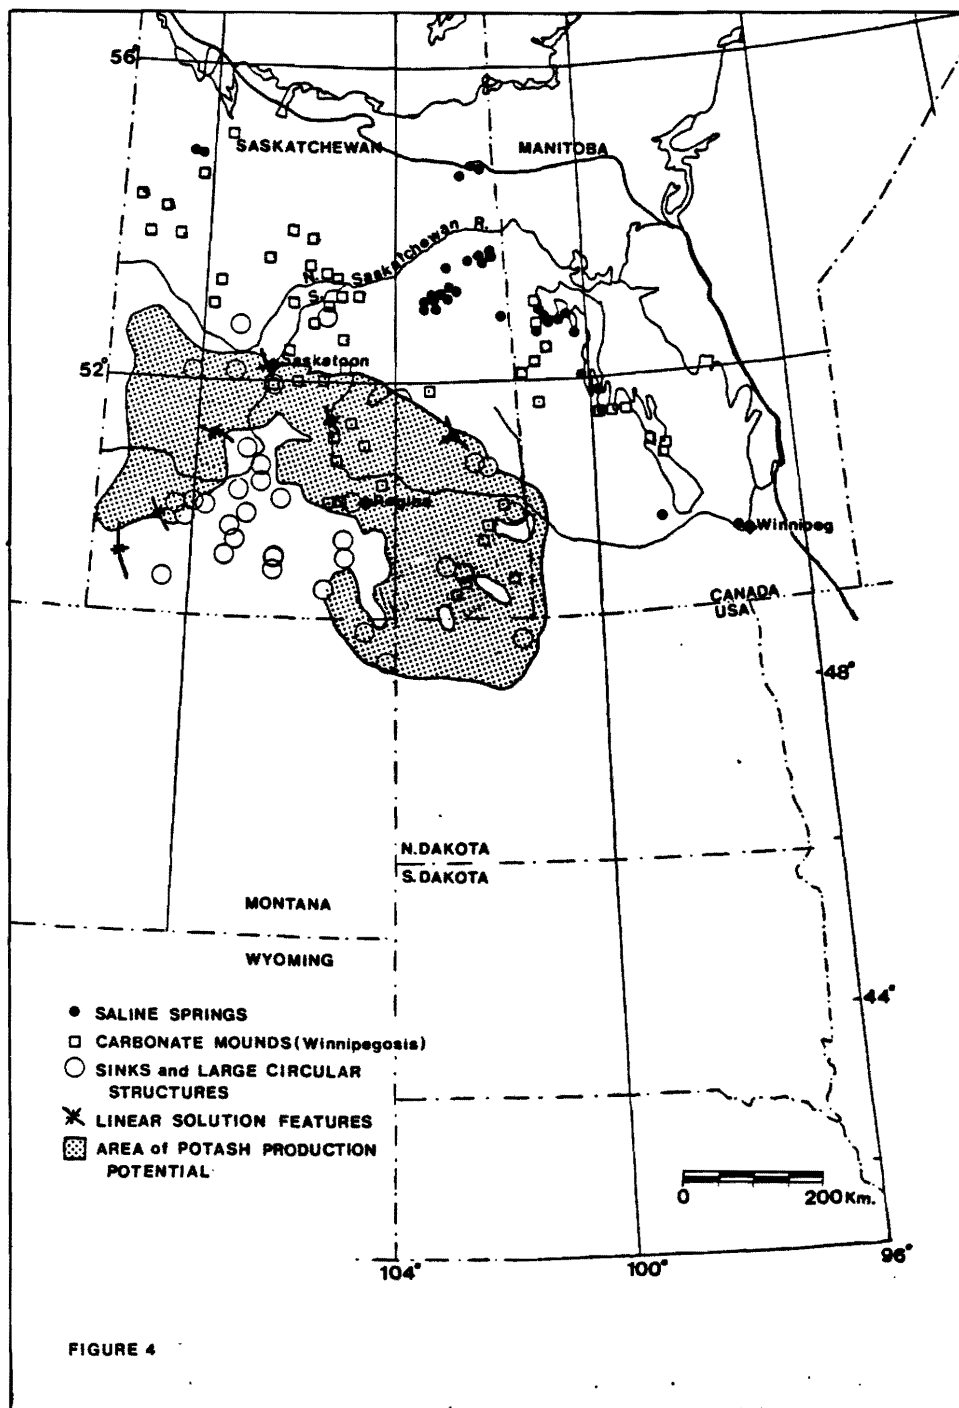 56°
SASKATCHEWAN
MANITOBA
N. Saskatchewan R.
S.
Saskatoon
52°
Regina
Winnipeg
CANADA
USA
48°
N.DAKOTA
S.DAKOTA
MONTANA
WYOMING
44°
SALINE SPRINGS
CARBONATE MOUNDS (Winnipegosis)
SINKS and LARGE CIRCULAR
STRUCTURES
LINEAR SOLUTION FEATURES
AREA of POTASH PRODUCTION
POTENTIAL
0 200 Km.
104° 100° 96°
FIGURE 4